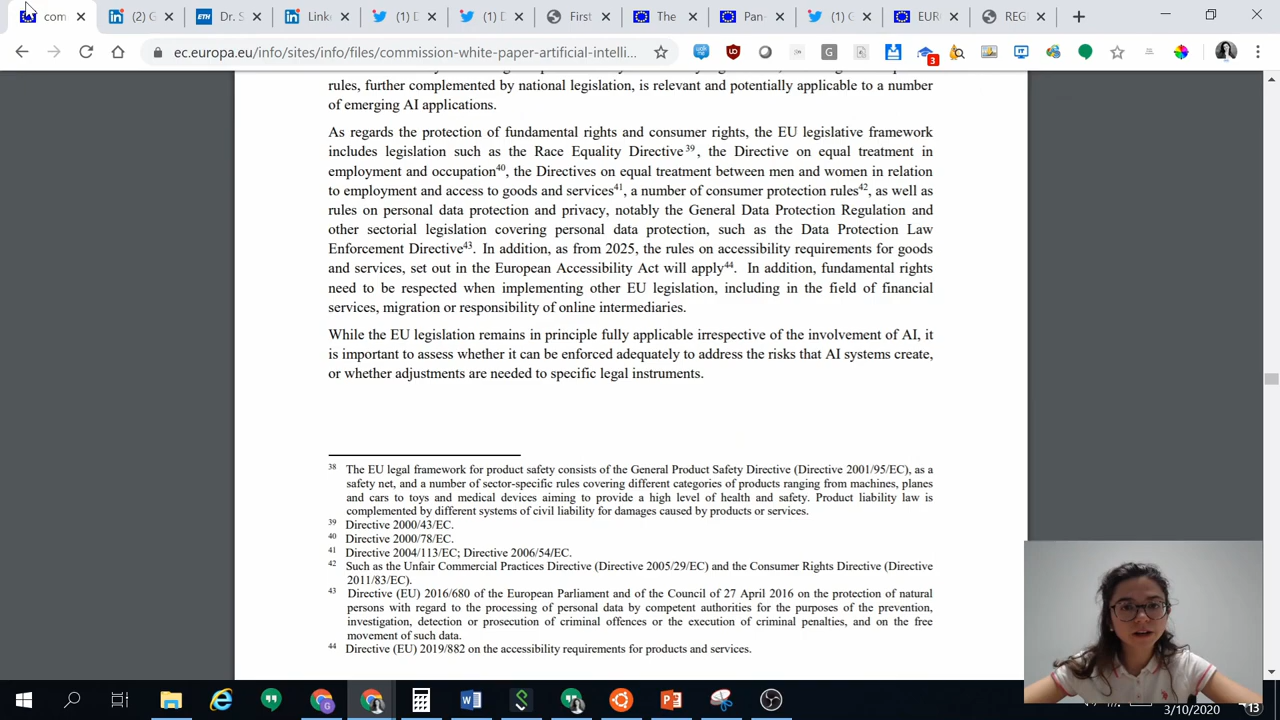 com
(2) G
Dr. S
Linke
(1) D
(1) D
First
The
Pan-
(1) G
EUR
REG
ec.europa.eu/info/sites/info/files/commission-white-paper-artificial-intelli...
3
rules, further complemented by national legislation, is relevant and potentially applicable to a number
of emerging AI applications.
As regards the protection of fundamental rights and consumer rights, the EU legislative framework
includes legislation such as the Race Equality Directive39, the Directive on equal treatment in
employment and occupation40, the Directives on equal treatment between men and women in relation
to employment and access to goods and services41, a number of consumer protection rules42, as well as
rules on personal data protection and privacy, notably the General Data Protection Regulation and
other sectorial legislation covering personal data protection, such as the Data Protection Law
Enforcement Directive43. In addition, as from 2025, the rules on accessibility requirements for goods
and services, set out in the European Accessibility Act will apply44. In addition, fundamental rights
need to be respected when implementing other EU legislation, including in the field of financial
services, migration or responsibility of online intermediaries.
While the EU legislation remains in principle fully applicable irrespective of the involvement of AI, it
is important to assess whether it can be enforced adequately to address the risks that AI systems create,
or whether adjustments are needed to specific legal instruments.
38 The EU legal framework for product safety consists of the General Product Safety Directive (Directive 2001/95/EC), as a
safety net, and a number of sector-specific rules covering different categories of products ranging from machines, planes
and cars to toys and medical devices aiming to provide a high level of health and safety. Product liability law is
complemented by different systems of civil liability for damages caused by products or services.
39 Directive 2000/43/EC.
40 Directive 2000/78/EC.
41 Directive 2004/113/EC; Directive 2006/54/EC.
42 Such as the Unfair Commercial Practices Directive (Directive 2005/29/EC) and the Consumer Rights Directive (Directive
2011/83/EC).
43 Directive (EU) 2016/680 of the European Parliament and of the Council of 27 April 2016 on the protection of natural
persons with regard to the processing of personal data by competent authorities for the purposes of the prevention,
investigation, detection or prosecution of criminal offences or the execution of criminal penalties, and on the free
movement of such data.
44 Directive (EU) 2019/882 on the accessibility requirements for products and services.
3/10/2020
13